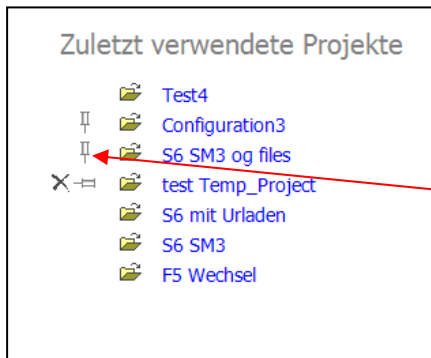 Zuletzt verwendete Projekte
Test4
Configuration3
S6 SM3 og files
test Temp_Project
S6 mit Urladen
S6 SM3
F5 Wechsel